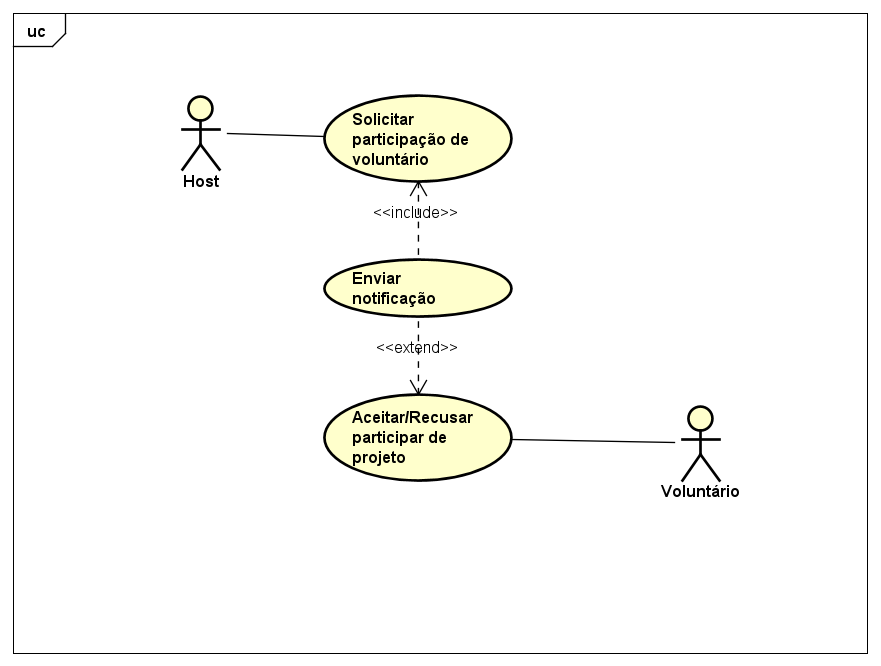 uc
Solicitar
participação de
voluntário
Host
<<include>>
Enviar
notificação
<<extend>>
Aceitar/Recusar
participar de
projeto
Voluntário